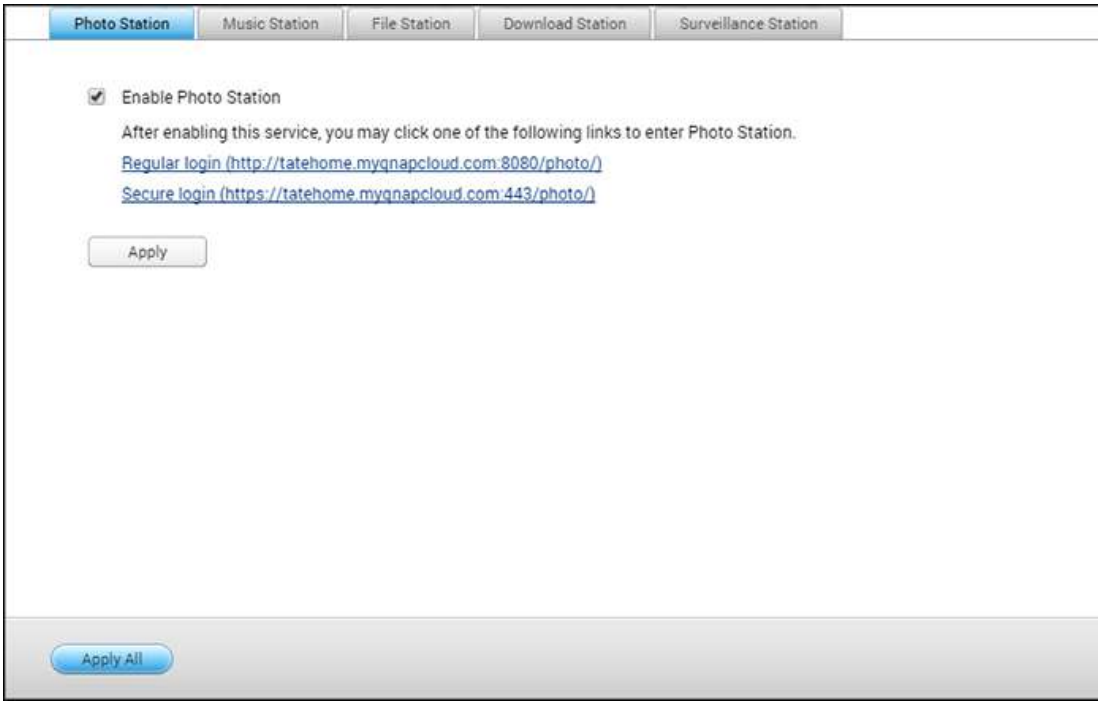 Photo Station Music Station File Station Download Station Surveillance Station
Enable Photo Station
After enabling this service, you may click one of the following links to enter Photo Station.
Regular login (http://tatehome.myqnapcloud.com:8080/photo/)
Secure login (https://tatehome.myqnapcloud.com:443/photo/)
Apply
Apply All